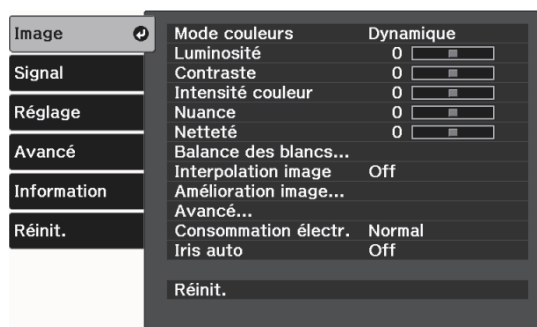 Image
Signal
Réglage
Avancé
Information
Réinit.
Mode couleurs Dynamique
Luminosité 0
Contraste 0
Intensité couleur 0
Nuance 0
Netteté 0
Balance des blancs...
Interpolation image Off
Amélioration image...
Avancé...
Consommation électr. Normal
Iris auto Off
Réinit.